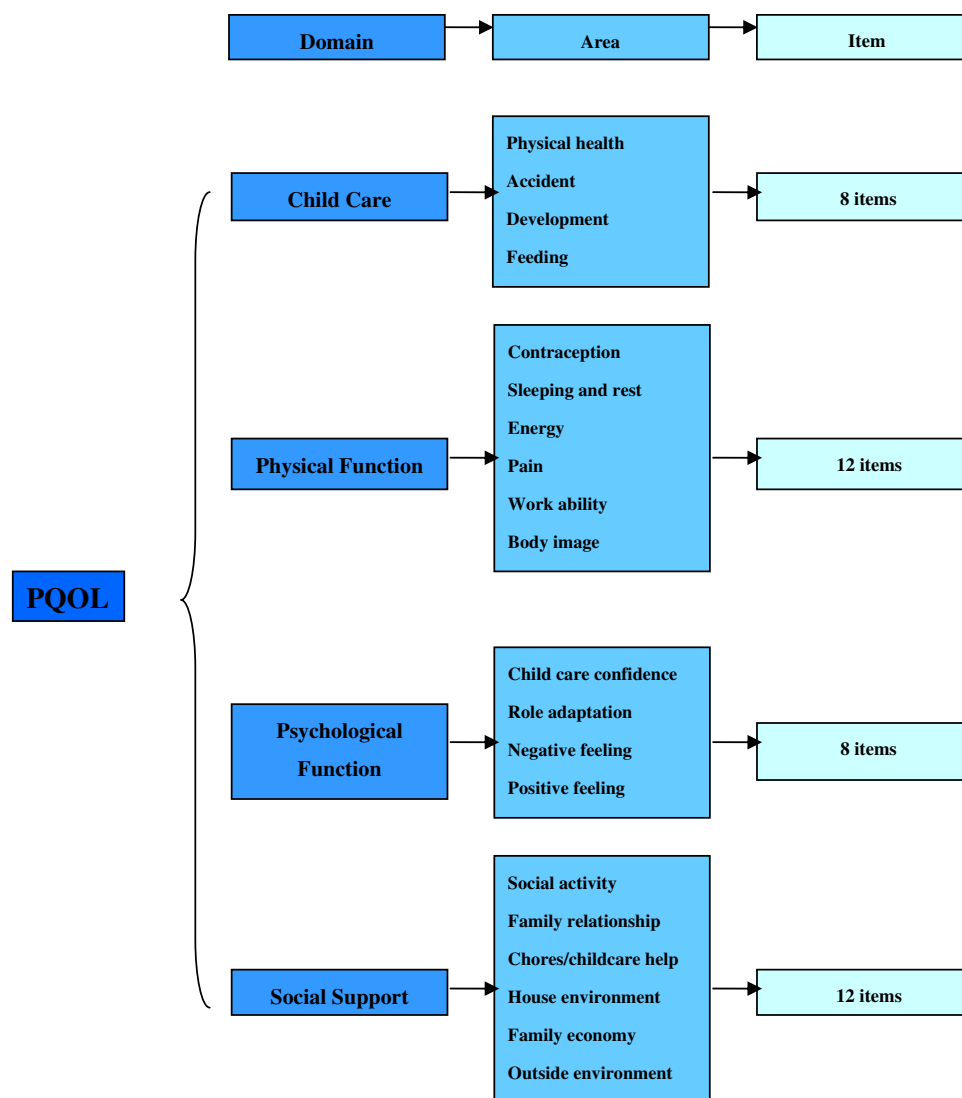 Domain
Area
Item
Child Care
Physical health
Accident
Development
Feeding
8 items
Physical Function
Contraception
Sleeping and rest
Energy
Pain
Work ability
Body image
12 items
PQOL
Psychological
Function
Child care confidence
Role adaptation
Negative feeling
Positive feeling
8 items
Social Support
Social activity
Family relationship
Chores/childcare help
House environment
Family economy
Outside environment
12 items